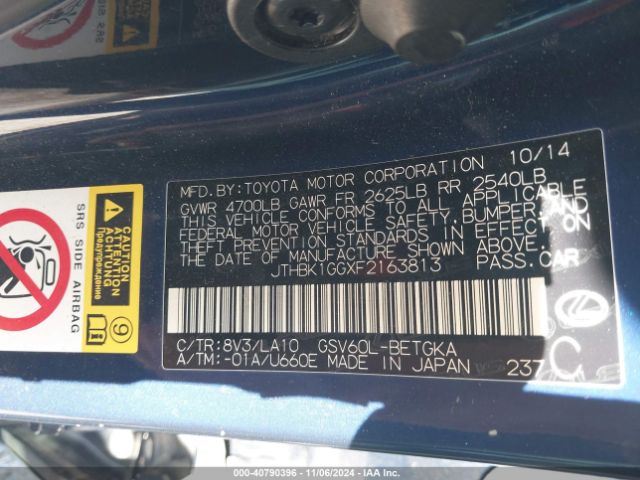 SRS SIDE AIRBAG
CAUTION
Предупреждение
9
MFD. BY: TOYOTA MOTOR CORPORATION 10/14
GVWR 4700LB GAWR FR 2625LB RR 2540LB
THIS VEHICLE CONFORMS TO ALL APPLICABLE
FEDERAL MOTOR VEHICLE SAFETY, BUMPER, AND
THEFT PREVENTION STANDARDS IN EFFECT ON
THE DATE OF MANUFACTURE SHOWN ABOVE.
JTHBK1GGXF2163813 PASS.CAR
C/TR:8V3/LA10 GSV60L-BETGKA
A/TM:-01A/U660E MADE IN JAPAN 237
C
000-40790396 - 11/06/2024 - IAA Inc.